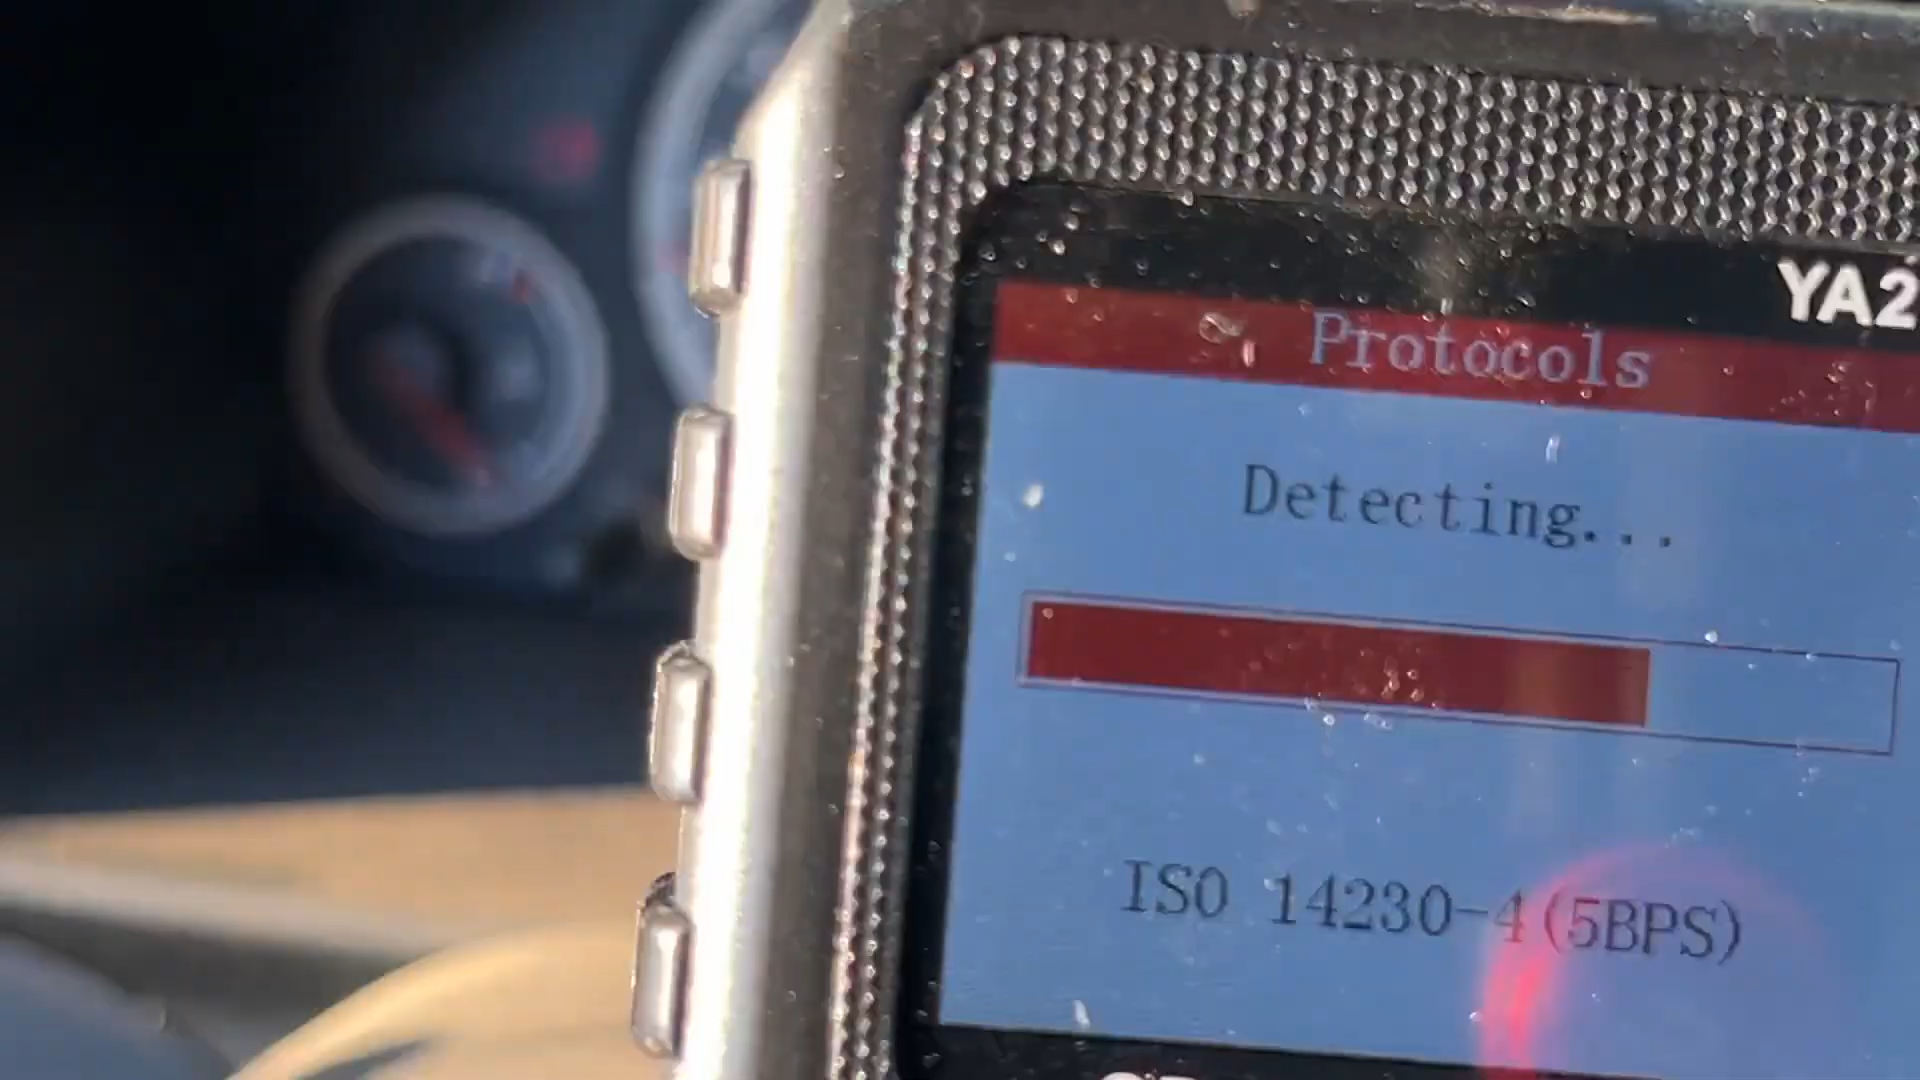 YA2
Protocols
Detecting...
ISO 14230-4(5BPS)